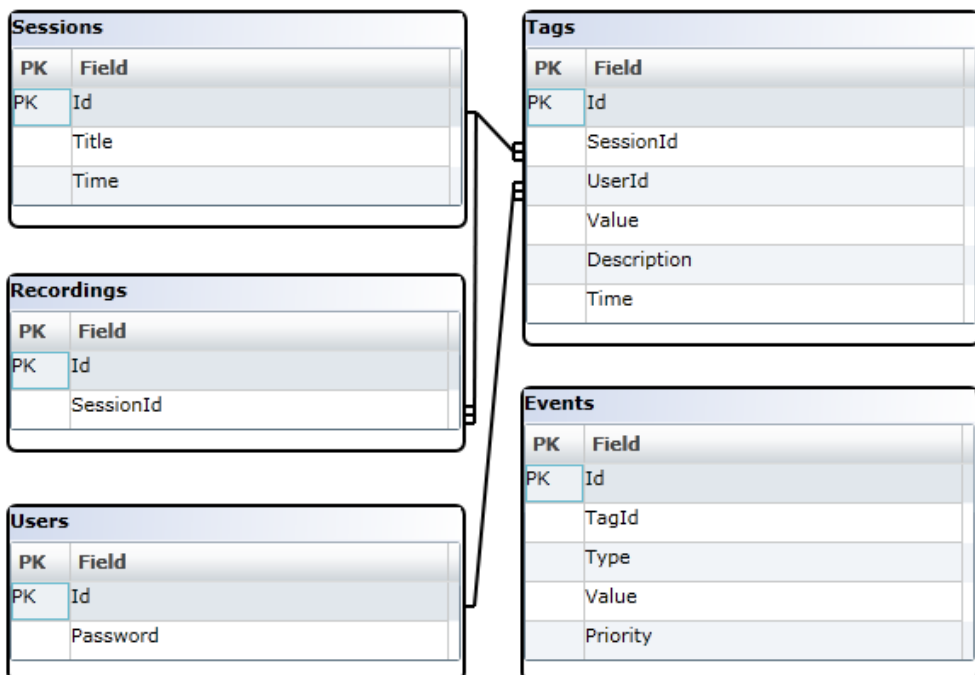 Sessions
PK Field
PK Id
Title
Time
Recordings
PK Field
PK Id
SessionId
Users
PK Field
PK Id
Password
Tags
PK Field
PK Id
SessionId
UserId
Value
Description
Time
Events
PK Field
PK Id
TagId
Type
Value
Priority